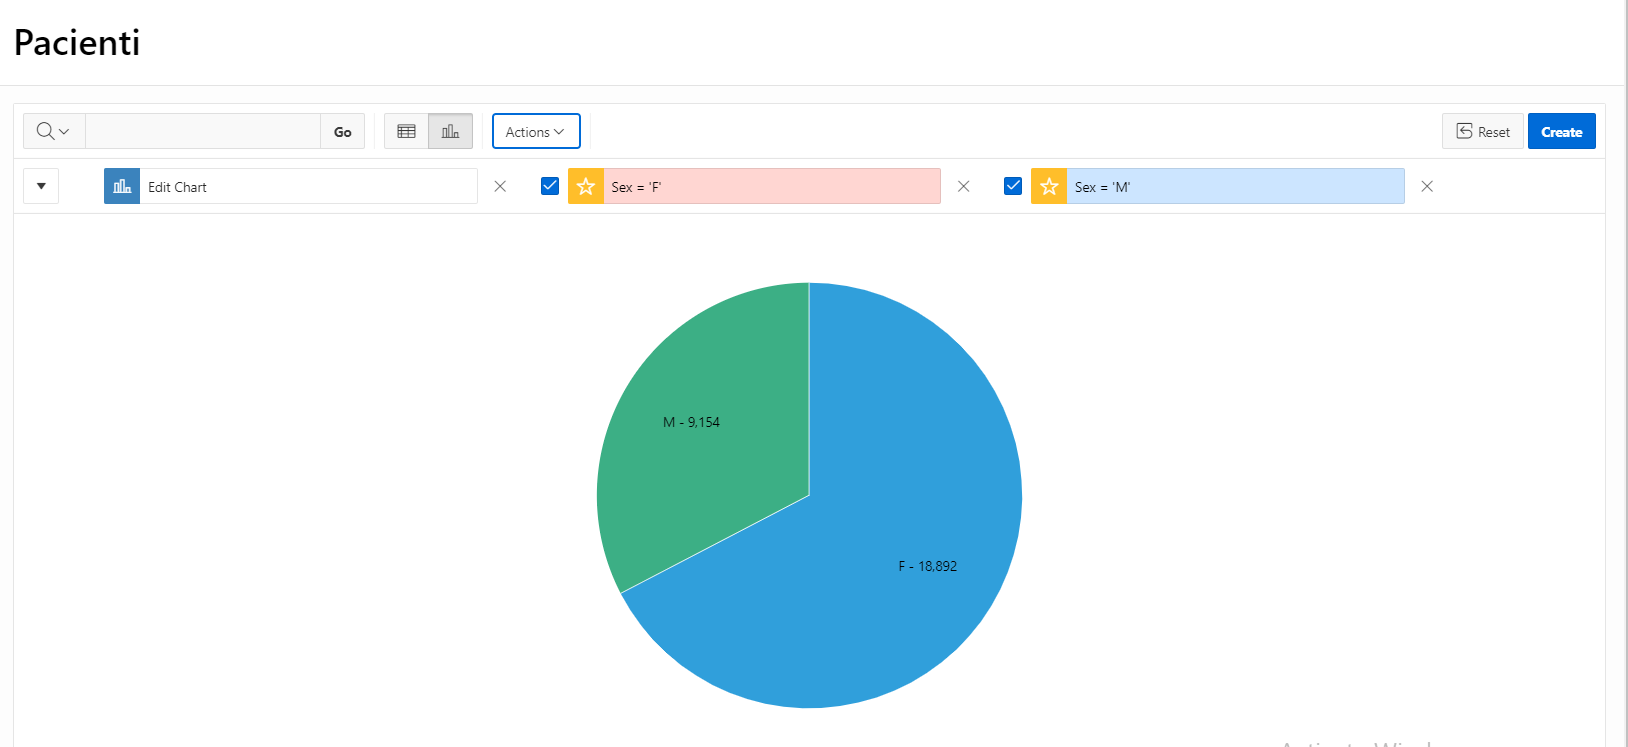 Pacienti
Go
Actions
Reset
Create
Edit Chart
Sex = 'F'
Sex = 'M'
M - 9,154
F - 18,892